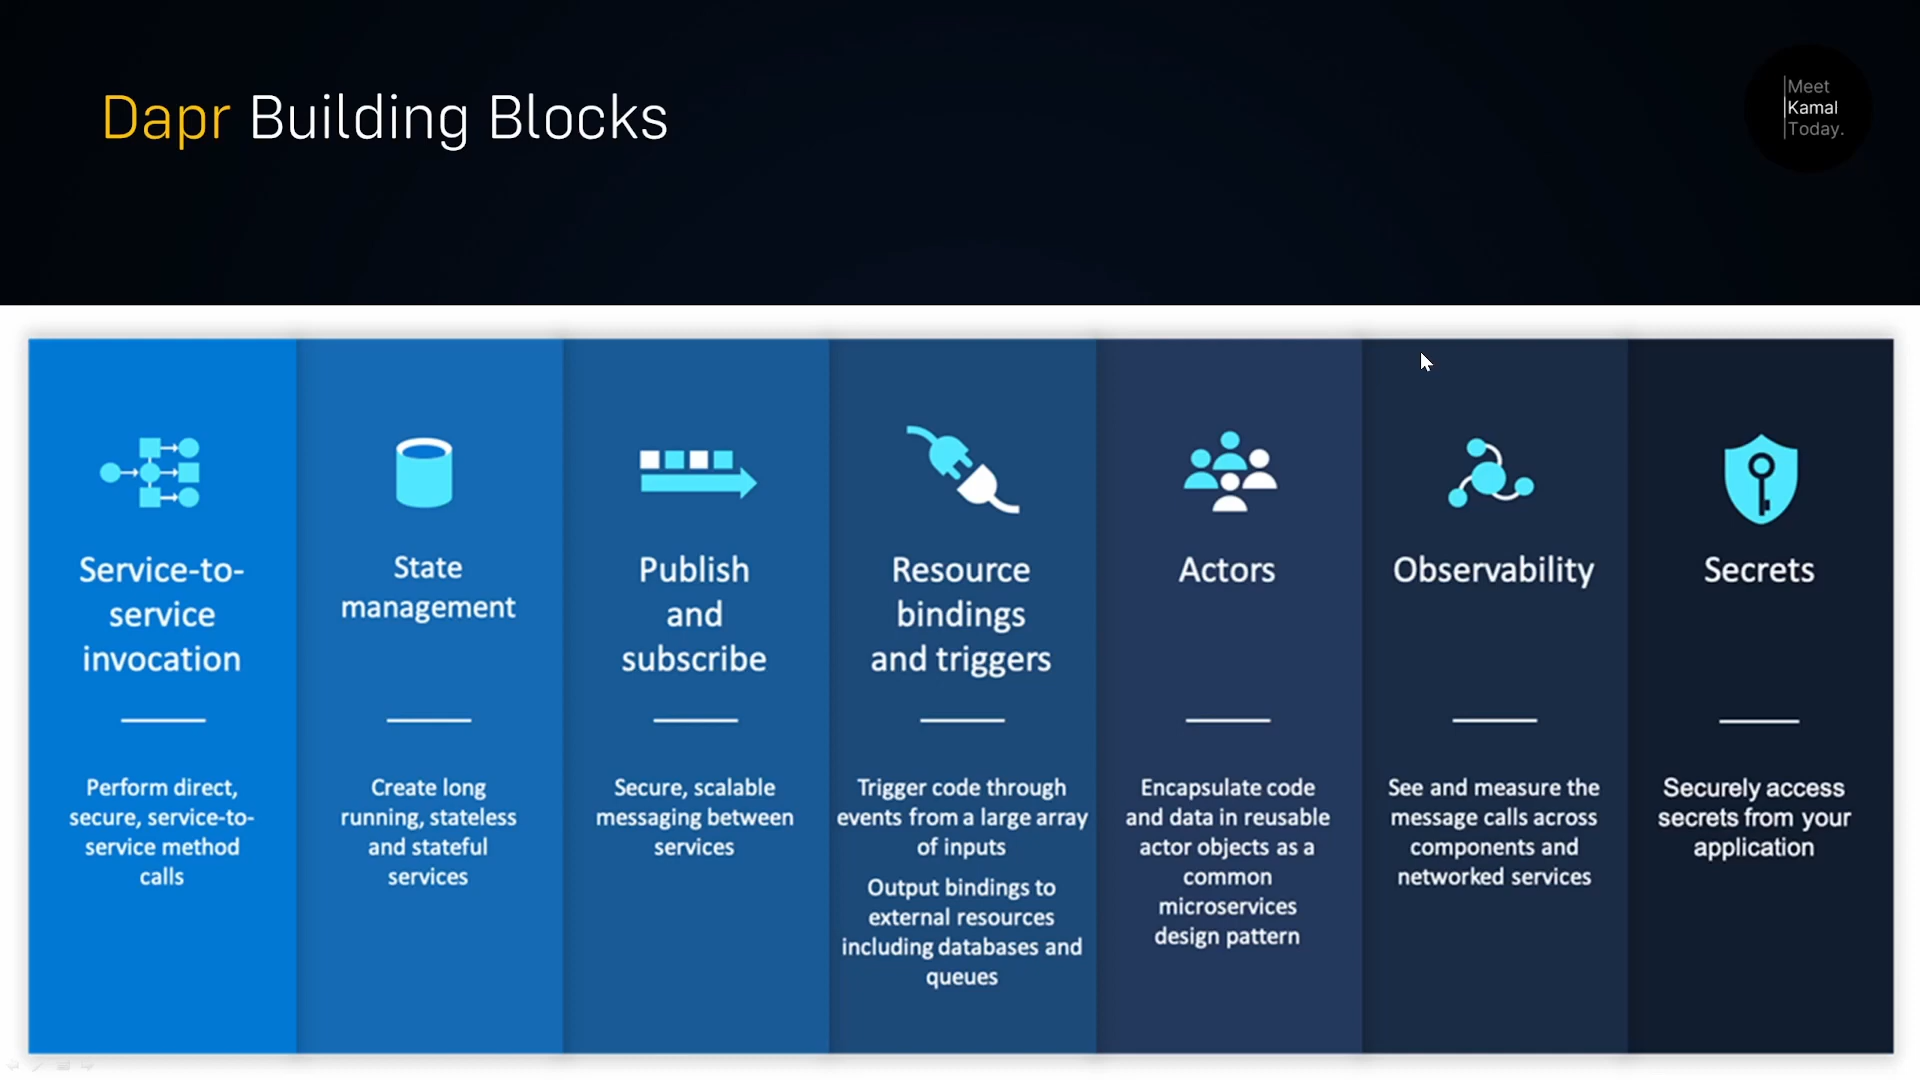 Dapr Building Blocks
Meet
Kamal
Today.
Service-to-
service
invocation
Perform direct,
secure, service-to-
service method
calls
State
management
Create long
running, stateless
and stateful
services
Publish
and
subscribe
Secure, scalable
messaging between
services
Resource
bindings
and triggers
Trigger code through
events from a large array
of inputs
Output bindings to
external resources
including databases and
queues
Actors
Encapsulate code
and data in reusable
actor objects as a
common
microservices
design pattern
Observability
See and measure the
message calls across
components and
networked services
Secrets
Securely access
secrets from your
application